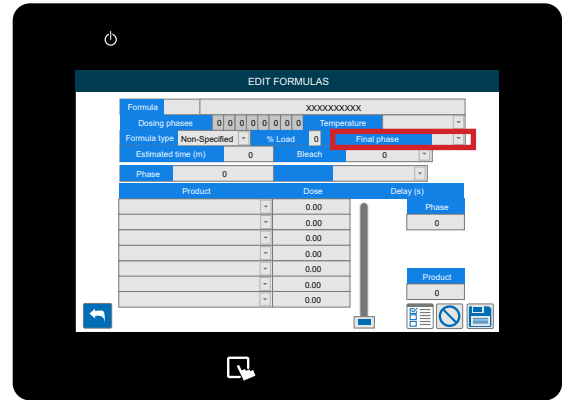 EDIT FORMULAS
Formula XXXXXXXXXX
Dosing phases 0 0 0 0 0 0 0 0 Temperature
Formula type Non-Specified % Load 0 Final phase
Estimated time (m) 0 Bleach 0
Phase 0
Product Dose Delay (s)
0.00 Phase
0.00 0
0.00
0.00
0.00 Product
0.00 0
0.00